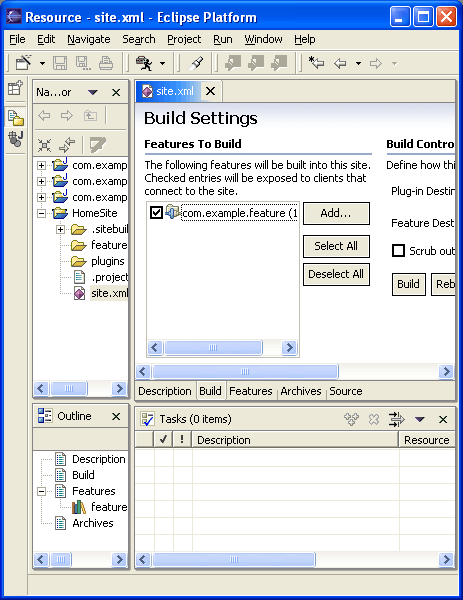 Resource - site.xml - Eclipse Platform
File Edit Navigate Search Project Run Window Help
Na...or
com.examp
com.examp
com.examp
HomeSite
.sitebuil
feature
plugins
.project
site.xml
site.xml
Build Settings
Features To Build
The following features will be built into this site.
Checked entries will be exposed to clients that
connect to the site.
com.example.feature (1
Add...
Select All
Deselect All
Build Contro
Define how thi
Plug-in Destin
Feature Dest
Scrub out
Build Reb
Description Build Features Archives Source
Outline
Description
Build
Features
feature
Archives
Tasks (0 items)
! Description Resource